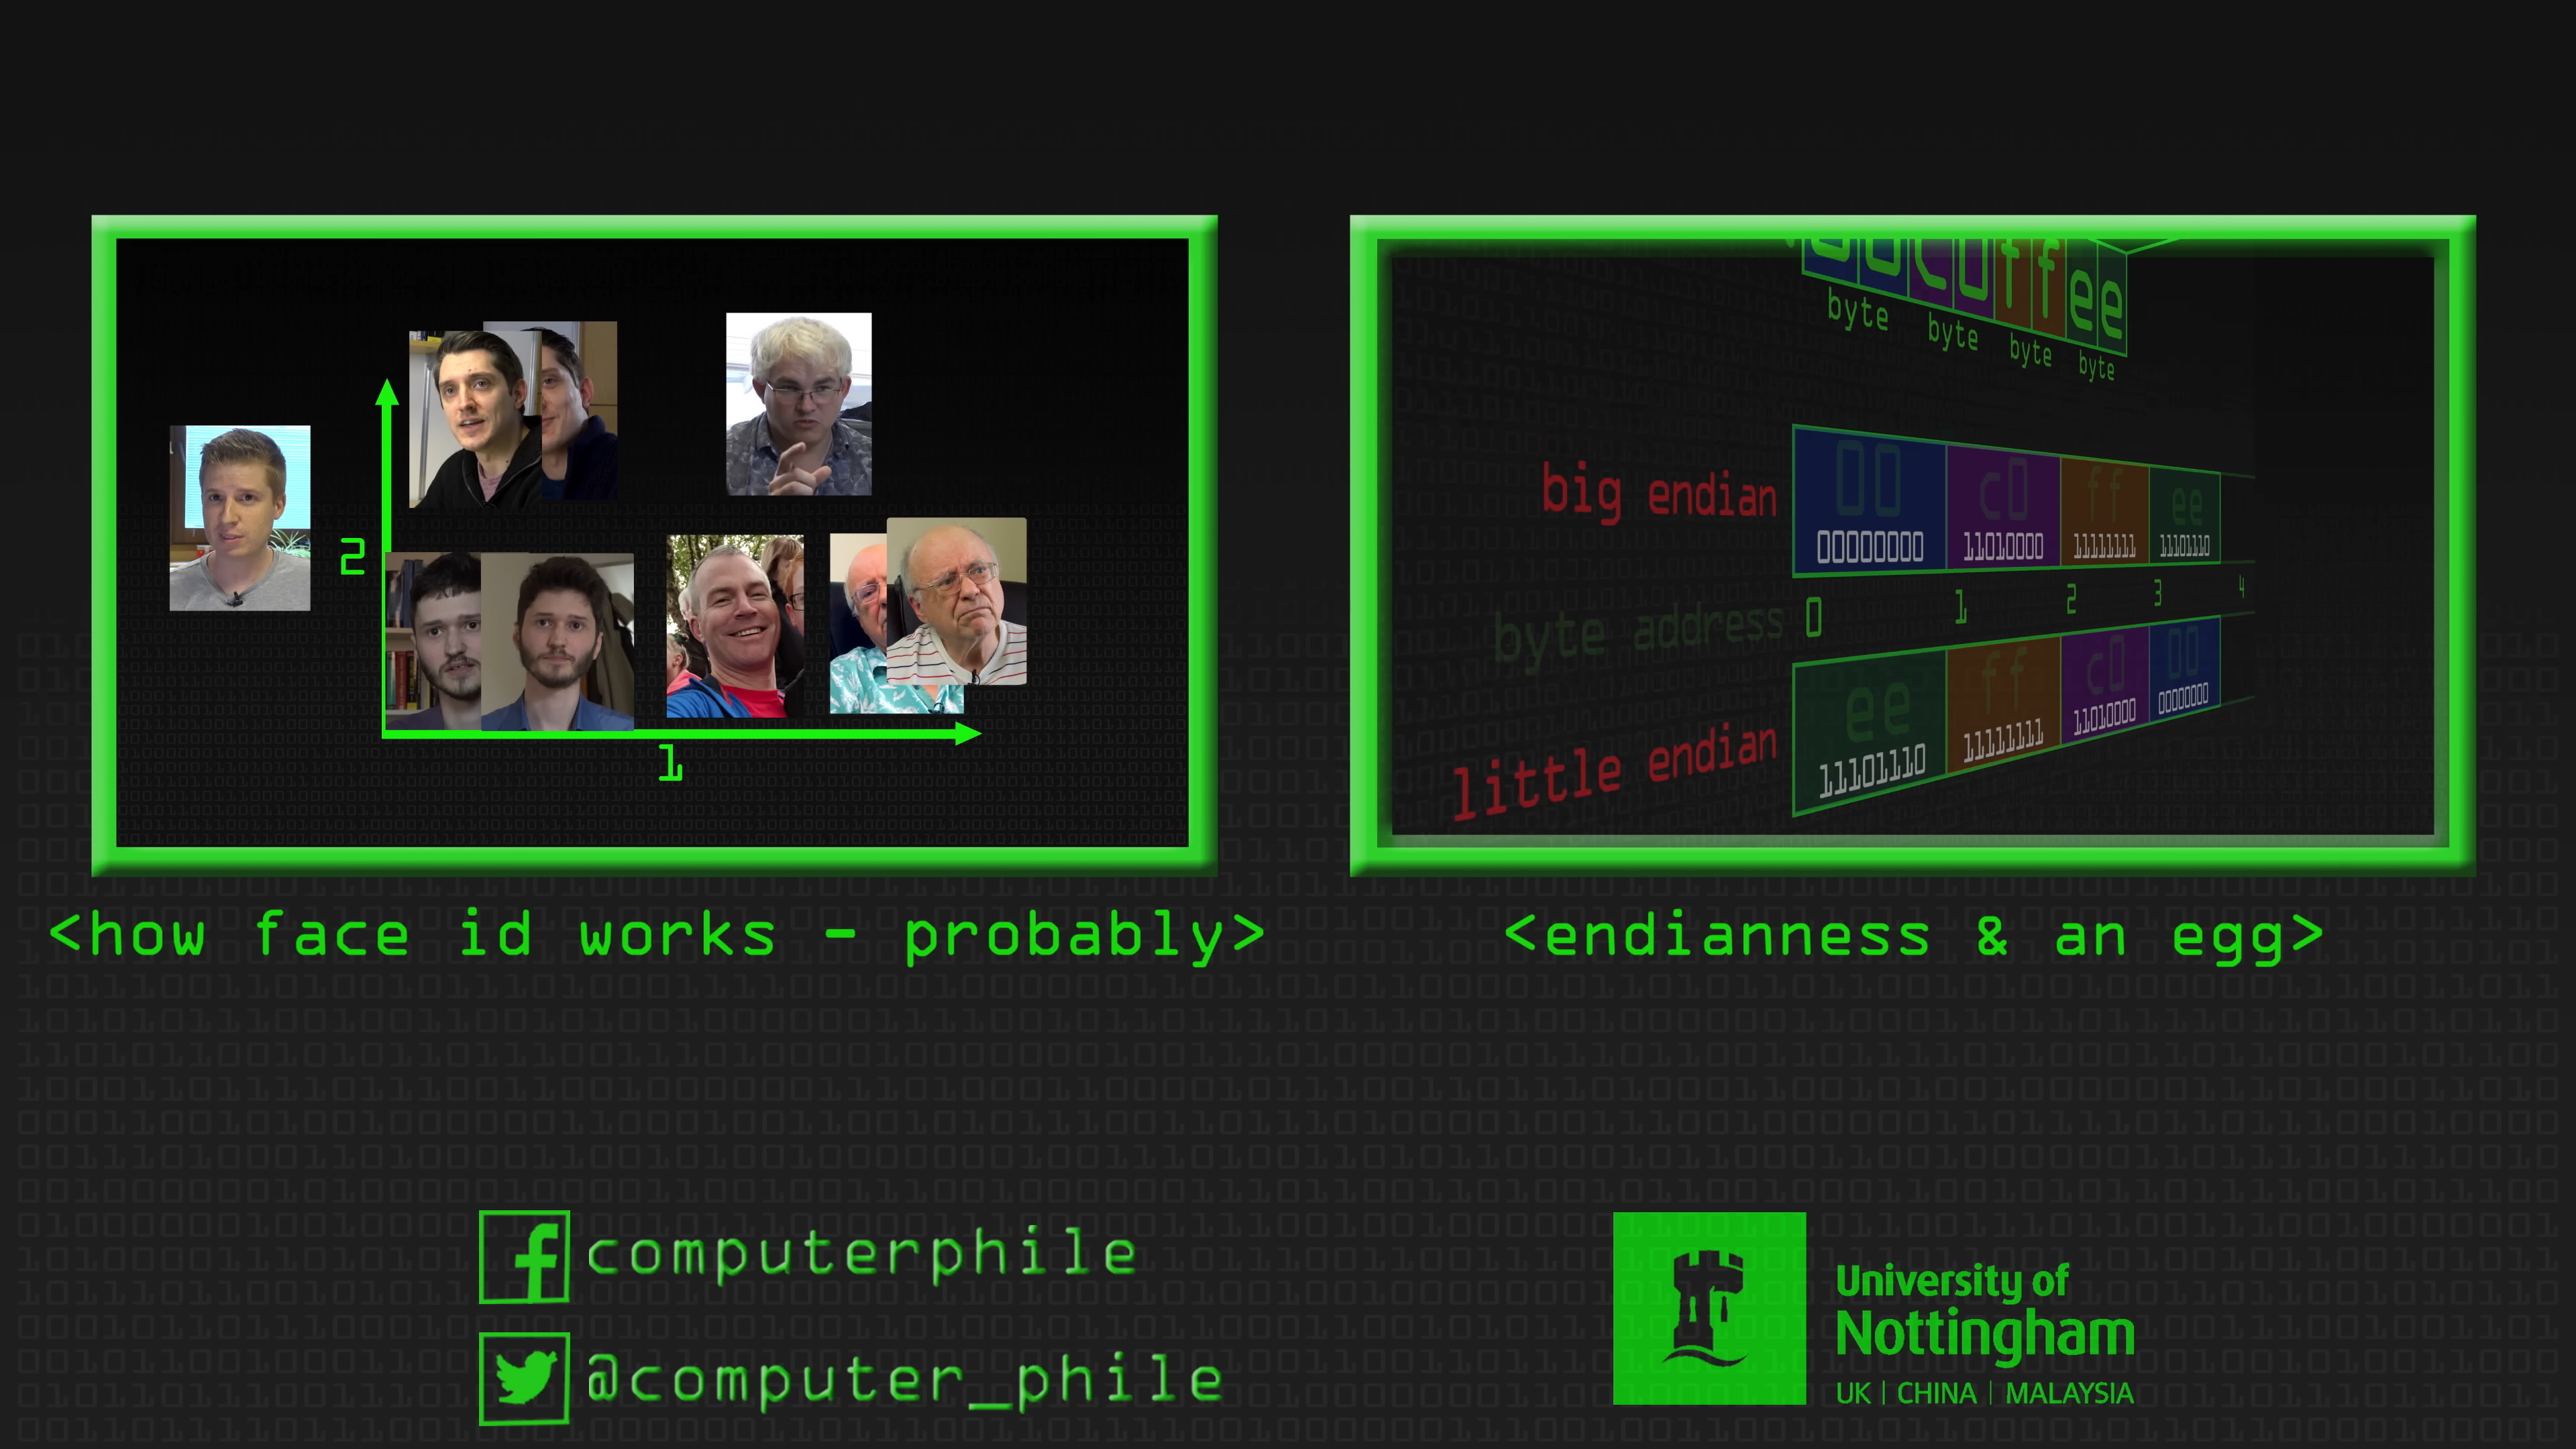 2
1
byte byte byte byte
big endian
00 c0 ff ee
00000000 11010000 11111111 11101110
byte address 0 1 2 3 4
little endian
ee ff c0 00
11101110 11111111 11010000 00000000
<how face id works - probably>
<endianness & an egg>
computerphile
@computer_phile
University of
Nottingham
UK | CHINA | MALAYSIA